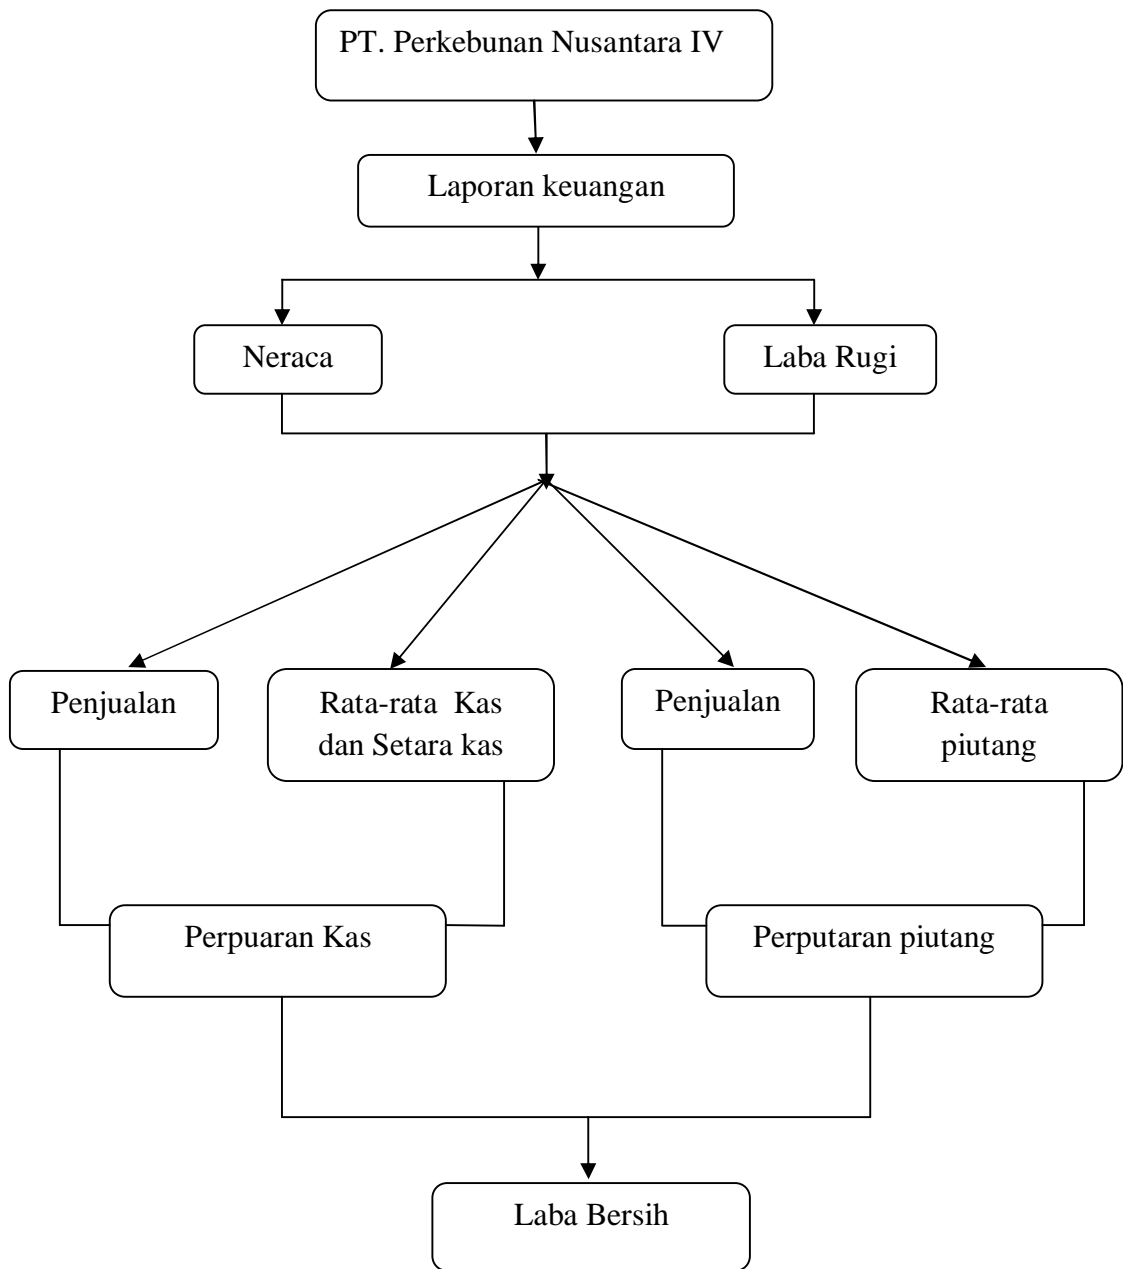 PT. Perkebunan Nusantara IV
Laporan keuangan
Neraca
Laba Rugi
Penjualan
Rata-rata Kas
dan Setara kas
Penjualan
Rata-rata
piutang
Perpuaran Kas
Perputaran piutang
Laba Bersih